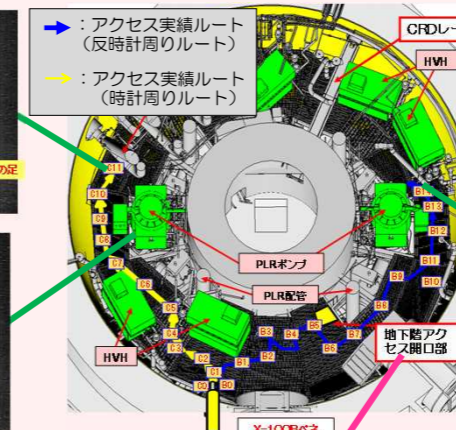 ：アクセス実績ルート
（反時計周りルート）
：アクセス実績ルート
（時計周りルート）
CRDレー
HVH
の足
C11
C10
C9
C8
C7
C6
C5
C4
C3
C2
C0
B0
B1
B2
B3
B4
B5
B6
B7
B8
B9
B10
B11
B12
B13
PLRポンプ
PLR配管
HVH
地下階アク
セス開口部
X-100Bペネ